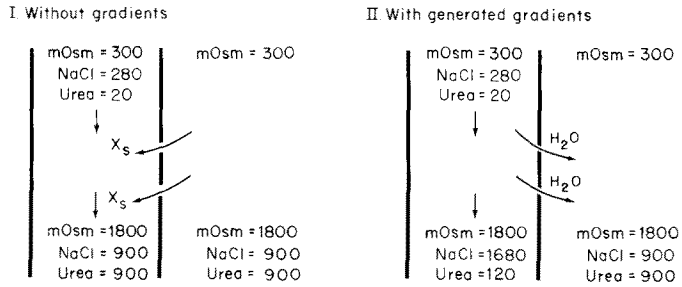 I. Without gradients
mOsm = 300
NaCl = 280
Urea = 20
mOsm = 300
Xs
Xs
mOsm = 1800
NaCl = 900
Urea = 900
mOsm = 1800
NaCl = 900
Urea = 900
II. With generated gradients
mOsm = 300
NaCl = 280
Urea = 20
mOsm = 300
H2O
H2O
mOsm = 1800
NaCl = 1680
Urea = 120
mOsm = 1800
NaCl = 900
Urea = 900